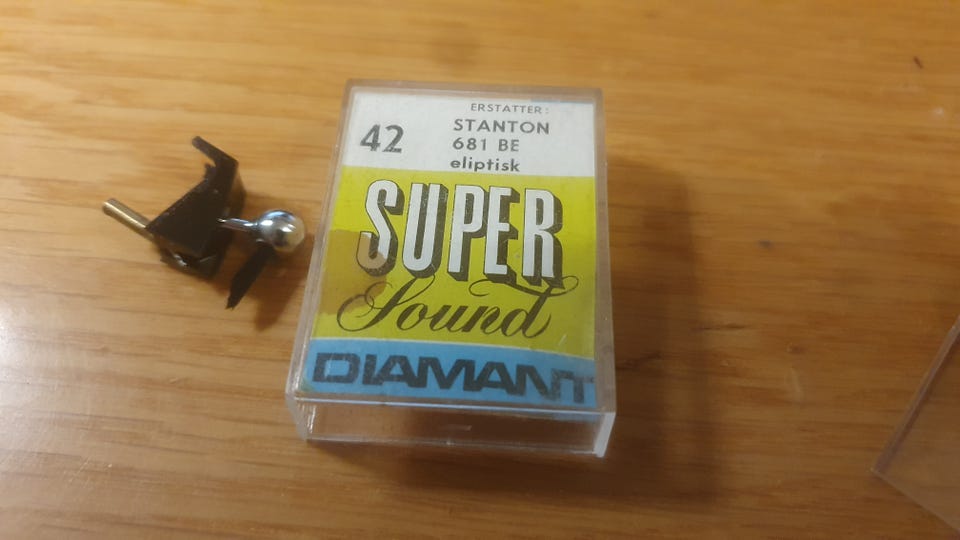 ERSTATTER:
42
STANTON
681 BE
eliptisk
SUPER
Sound
DIAMANT